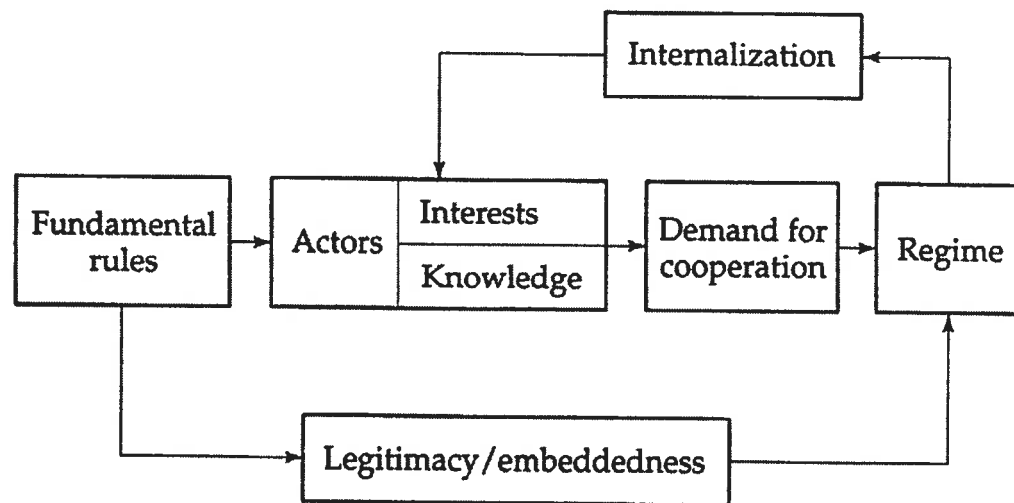 Internalization
Fundamental
rules
Actors
Interests
Knowledge
Demand for
cooperation
Regime
Legitimacy/embeddedness